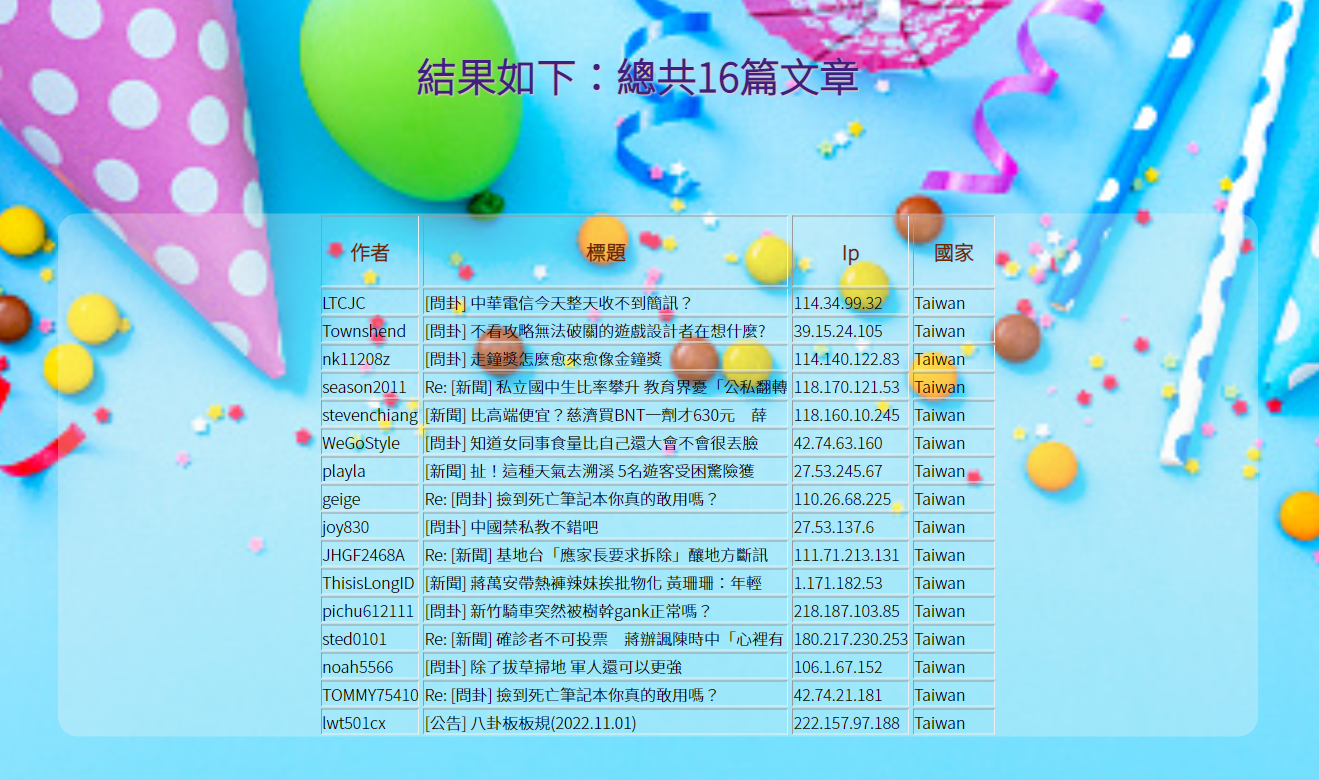 結果如下：總共16篇文章
作者 標題 Ip 國家
LTCJC [問卦] 中華電信今天整天收不到簡訊？ 114.34.99.32 Taiwan
Townshend [問卦] 不看攻略無法破關的遊戲設計者在想什麼? 39.15.24.105 Taiwan
nk11208z [問卦] 走鐘獎怎麼愈來愈像金鐘獎 114.140.122.83 Taiwan
season2011 Re: [新聞] 私立國中生比率攀升 教育界憂「公私翻轉 118.170.121.53 Taiwan
stevenchiang [新聞] 比高端便宜？慈濟買BNT一劑才630元　薛 118.160.10.245 Taiwan
WeGoStyle [問卦] 知道女同事食量比自己還大會不會很丟臉 42.74.63.160 Taiwan
playla [新聞] 扯！這種天氣去溯溪 5名遊客受困驚險獲 27.53.245.67 Taiwan
geige Re: [問卦] 撿到死亡筆記本你真的敢用嗎？ 110.26.68.225 Taiwan
joy830 [問卦] 中國禁私教不錯吧 27.53.137.6 Taiwan
JHGF2468A Re: [新聞] 基地台「應家長要求拆除」釀地方斷訊 111.71.213.131 Taiwan
ThisisLongID [新聞] 蔣萬安帶熱褲辣妹挨批物化 黃珊珊：年輕 1.171.182.53 Taiwan
pichu612111 [問卦] 新竹騎車突然被樹幹gank正常嗎？ 218.187.103.85 Taiwan
sted0101 Re: [新聞] 確診者不可投票　蔣辦諷陳時中「心裡有 180.217.230.253 Taiwan
noah5566 [問卦] 除了拔草掃地 軍人還可以更強 106.1.67.152 Taiwan
TOMMY75410 Re: [問卦] 撿到死亡筆記本你真的敢用嗎？ 42.74.21.181 Taiwan
lwt501cx [公告] 八卦板板規(2022.11.01) 222.157.97.188 Taiwan